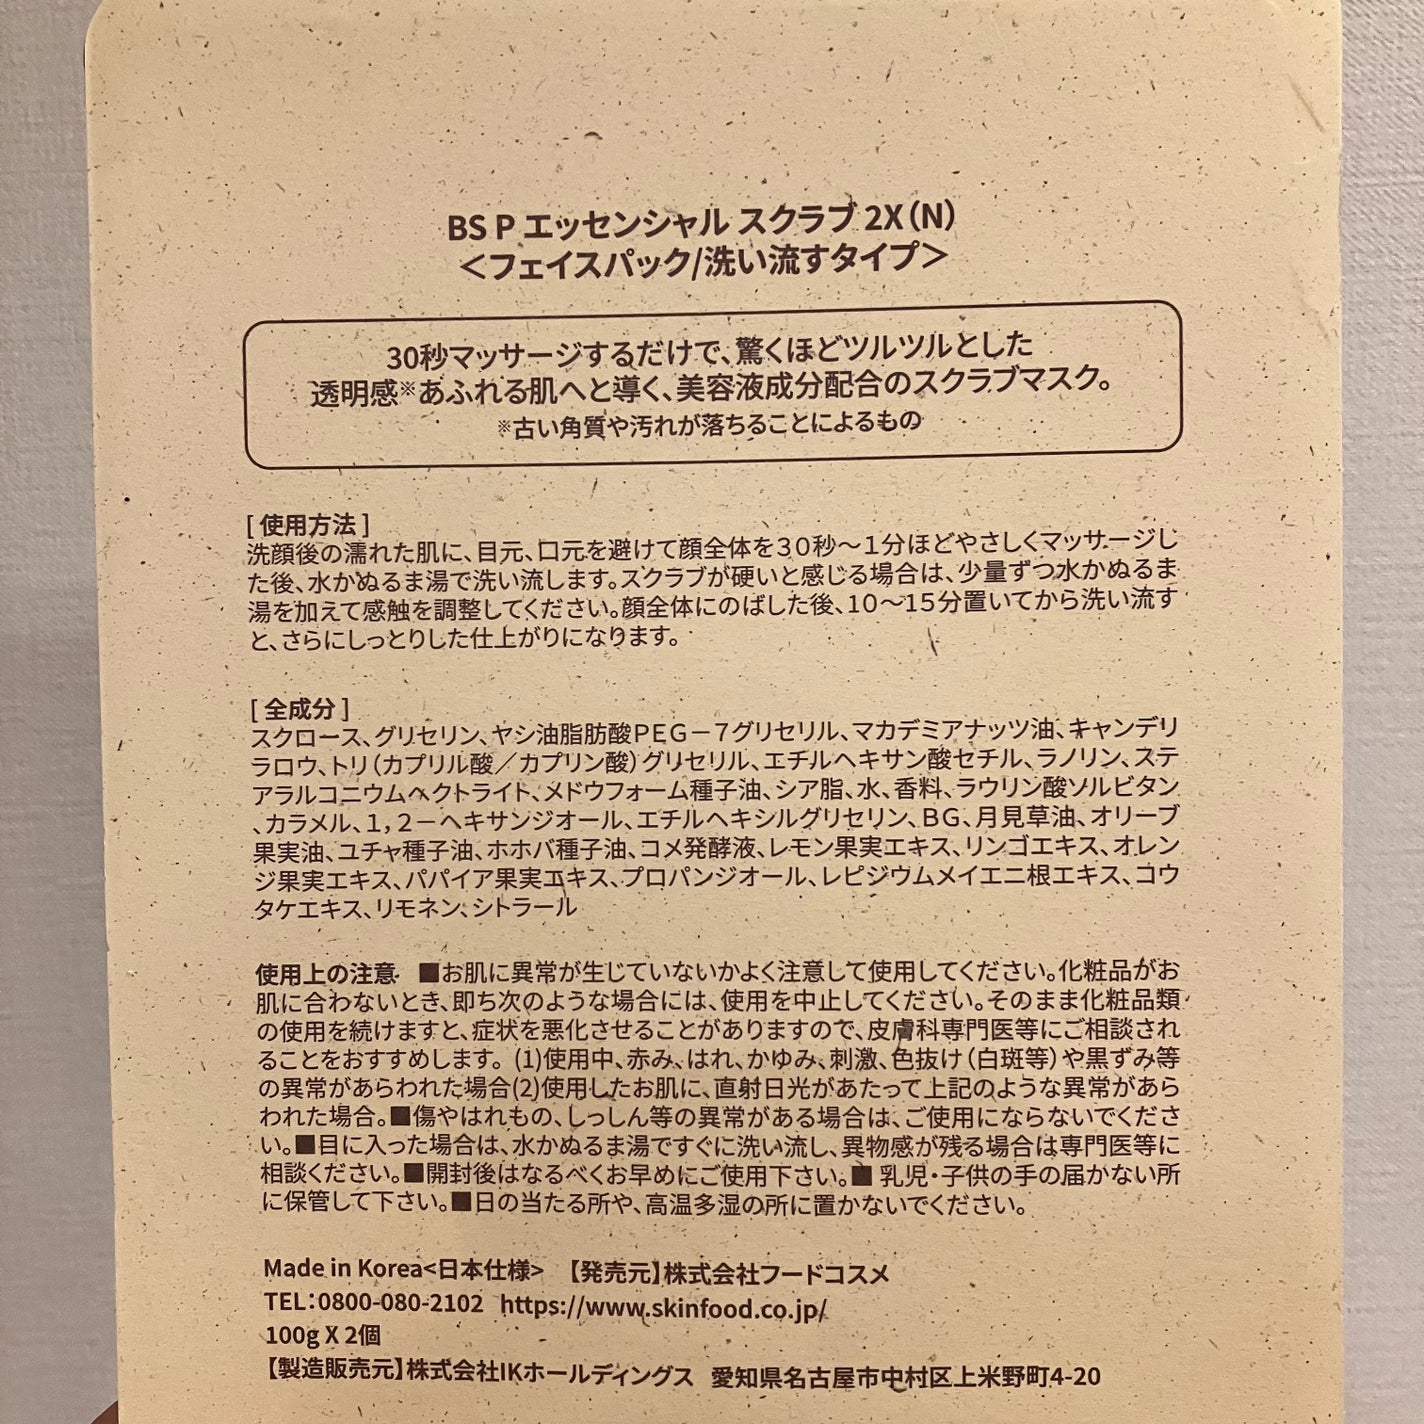 BS P エッセンシャル スクラブ 2X（N）
＜フェイスパック/洗い流すタイプ＞
30秒マッサージするだけで、驚くほどツルツルとした
透明感※あふれる肌へと導く、美容液成分配合のスクラブマスク。
※古い角質や汚れが落ちることによるもの
[ 使用方法 ]
洗顔後の濡れた肌に、目元、口元を避けて顔全体を３０秒～１分ほどやさしくマッサージし
た後、水かぬるま湯で洗い流します。スクラブが硬いと感じる場合は、少量ずつ水かぬるま
湯を加えて感触を調整してください。顔全体にのばした後、１０～１５分置いてから洗い流す
と、さらにしっとりした仕上がりになります。
[ 全成分 ]
スクロース、グリセリン、ヤシ油脂肪酸ＰＥＧ－７グリセリル、マカデミアナッツ油、キャンデリ
ラロウ、トリ（カプリル酸／カプリン酸）グリセリル、エチルヘキサン酸セチル、ラノリン、ステ
アラルコニウムヘクトライト、メドウフォーム種子油、シア脂、水、香料、ラウリン酸ソルビタン
、カラメル、１，２－ヘキサンジオール、エチルヘキシルグリセリン、ＢＧ、月見草油、オリーブ
果実油、ユチャ種子油、ホホバ種子油、コメ発酵液、レモン果実エキス、リンゴエキス、オレン
ジ果実エキス、パパイア果実エキス、プロパンジオール、レピジウムメイエニ根エキス、コウ
タケエキス、リモネン、シトラール
使用上の注意 ■お肌に異常が生じていないかよく注意して使用してください。化粧品がお
肌に合わないとき、即ち次のような場合には、使用を中止してください。そのまま化粧品類
の使用を続けますと、症状を悪化させることがありますので、皮膚科専門医等にご相談され
ることをおすすめします。(1)使用中、赤み、はれ、かゆみ、刺激、色抜け（白斑等）や黒ずみ等
の異常があらわれた場合(2)使用したお肌に、直射日光があたって上記のような異常があら
われた場合。■傷やはれもの、しっしん等の異常がある場合は、ご使用にならないでくださ
い。■目に入った場合は、水かぬるま湯ですぐに洗い流し、異物感が残る場合は専門医等に
相談ください。■開封後はなるべくお早めにご使用下さい。■ 乳児・子供の手の届かない所
に保管して下さい。■日の当たる所や、高温多湿の所に置かないでください。
Made in Korea<日本仕様> 【発売元】株式会社フードコスメ
TEL：0800-080-2102 https://www.skinfood.co.jp/
100g X 2個
【製造販売元】株式会社IKホールディングス 愛知県名古屋市中村区上米野町4-20